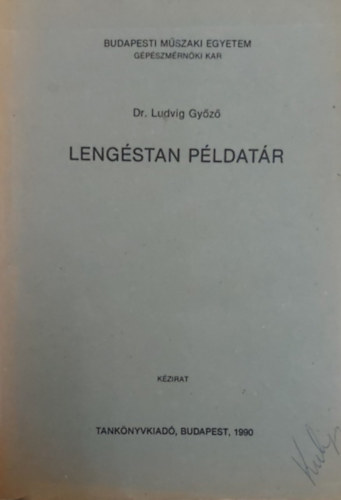 BUDAPESTI MŰSZAKI EGYETEM
GÉPÉSZMÉRNÖKI KAR
Dr. Ludvig Győző
LENGÉSTAN PÉLDATÁR
KÉZIRAT
TANKÖNYVKIADÓ, BUDAPEST, 1990